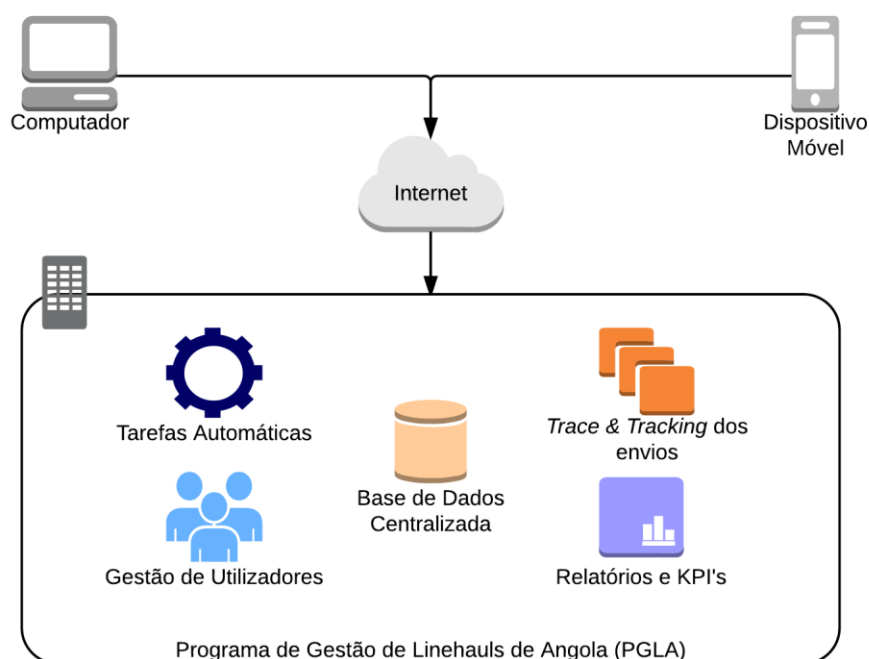 Computador
Dispositivo
Móvel
Internet
Tarefas Automáticas
Trace & Tracking dos
envios
Base de Dados
Centralizada
Gestão de Utilizadores
Relatórios e KPI's
Programa de Gestão de Linehauls de Angola (PGLA)